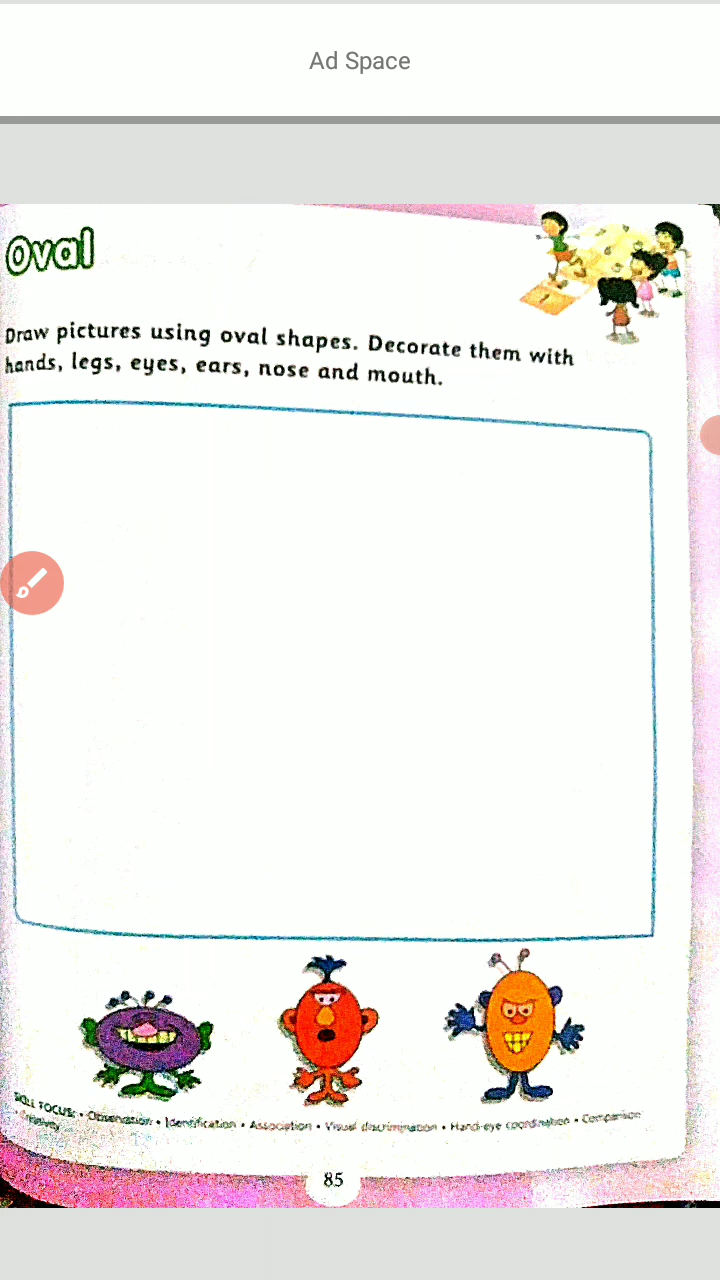 Ad Space
Oval
Draw pictures using oval shapes. Decorate them with
hands, legs, eyes, ears, nose and mouth.
SKILL FOCUS: • Observation • Identification • Association • Visual discrimination • Hand-eye coordination • Comparison
• Creativity
85